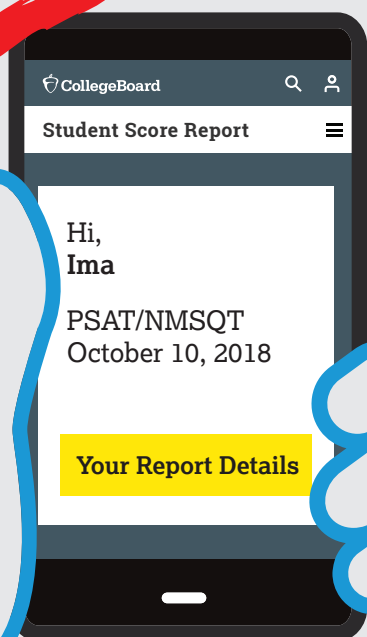 CollegeBoard
Student Score Report
Hi,
Ima
PSAT/NMSQT
October 10, 2018
Your Report Details